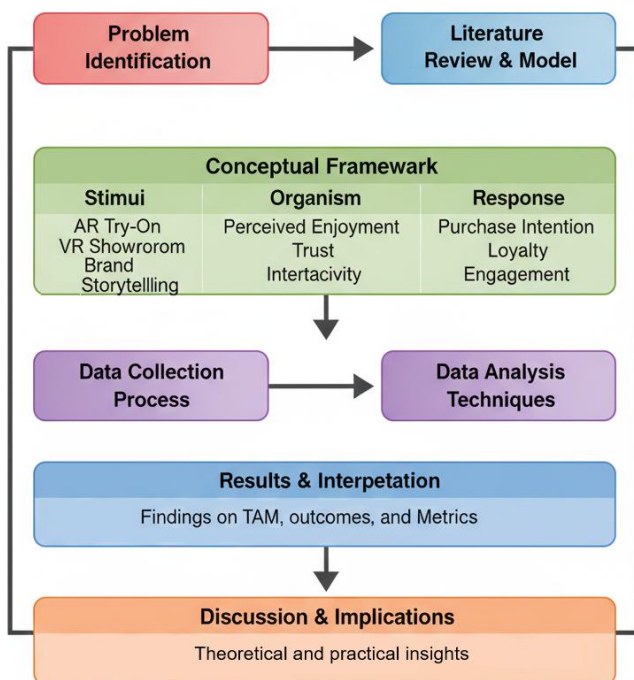 Problem
Identification
Literature
Review & Model
Conceptual Framework
Stimui
AR Try-On
VR Showrorom
Brand
Storytellling
Organism
Perceived Enjoyment
Trust
Intertacivity
Response
Purchase Intention
Loyalty
Engagement
Data Collection
Process
Data Analysis
Techniques
Results & Interpetation
Findings on TAM, outcomes, and Metrics
Discussion & Implications
Theoretical and practical insights